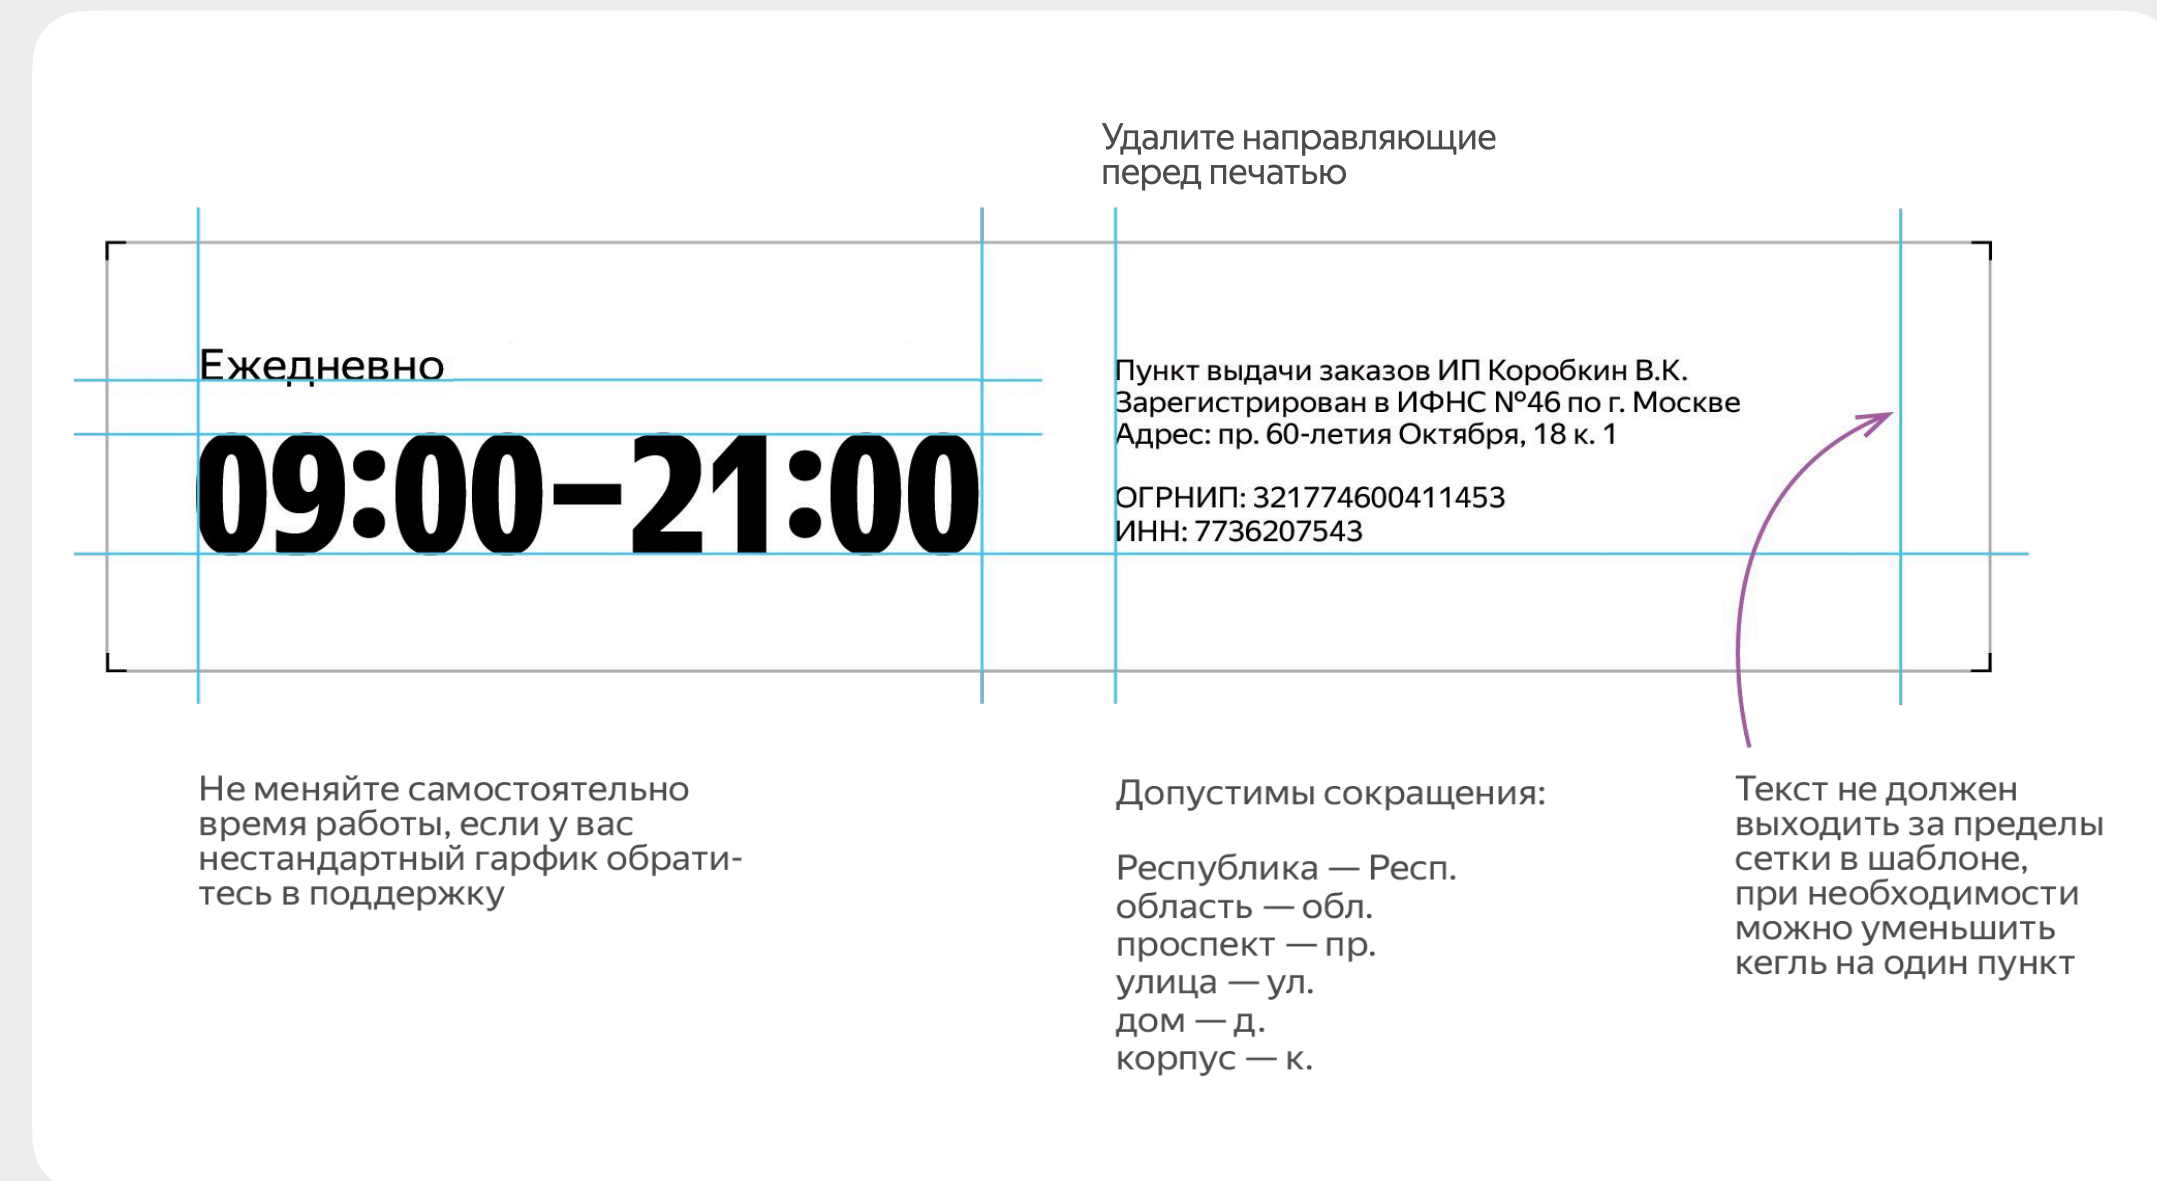 Удалите направляющие
перед печатью
Ежедневно
09:00–21:00
Пункт выдачи заказов ИП Коробкин В.К.
Зарегистрирован в ИФНС №46 по г. Москве
Адрес: пр. 60-летия Октября, 18 к. 1
ОГРНИП: 321774600411453
ИНН: 7736207543
Не меняйте самостоятельно
время работы, если у вас
нестандартный гарфик обрати-
тесь в поддержку
Допустимы сокращения:
Республика — Респ.
область — обл.
проспект — пр.
улица — ул.
дом — д.
корпус — к.
Текст не должен
выходить за пределы
сетки в шаблоне,
при необходимости
можно уменьшить
кегль на один пункт